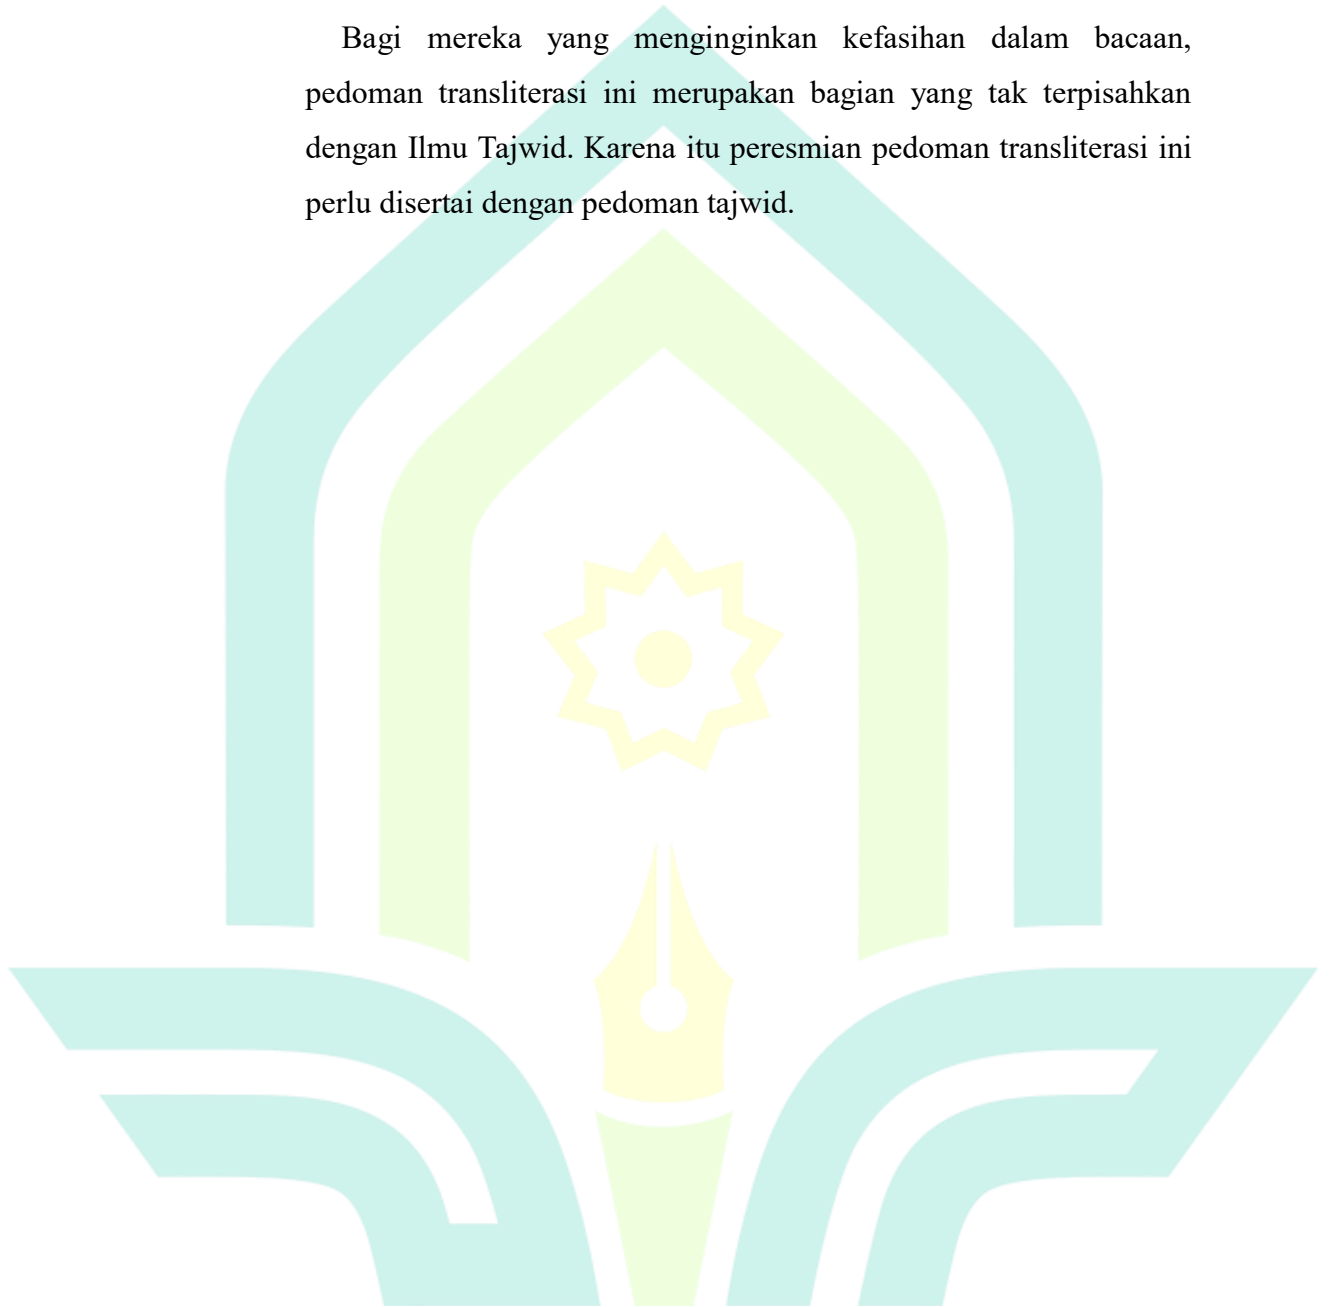 Bagi mereka yang menginginkan kefasihan dalam bacaan,
pedoman transliterasi ini merupakan bagian yang tak terpisahkan
dengan Ilmu Tajwid. Karena itu peresmian pedoman transliterasi ini
perlu disertai dengan pedoman tajwid.